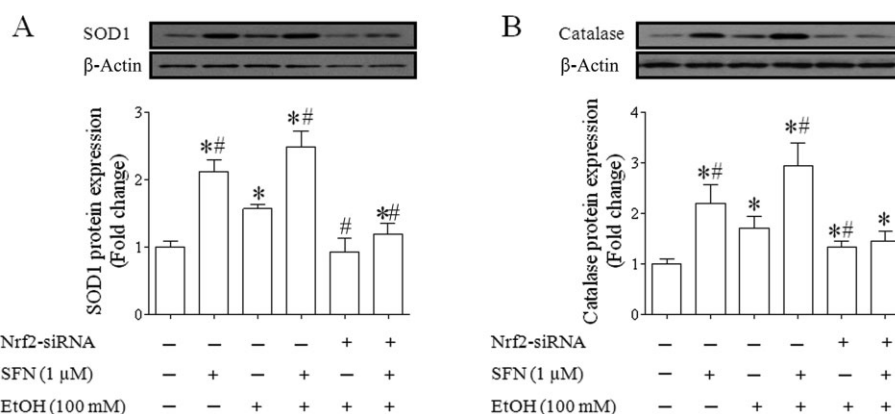 A
SOD1
β-Actin
SOD1 protein expression
(Fold change)
3
2
1
0
*# * *# # *#
Nrf2-siRNA – – – – + +
SFN (1 μM) – + – + – +
EtOH (100 mM) – – + + + +
B
Catalase
β-Actin
Catalase protein expression
(Fold change)
4
3
2
1
0
*# * *# *# *
Nrf2-siRNA – – – – + +
SFN (1 μM) – + – + – +
EtOH (100 mM) – – + + + +